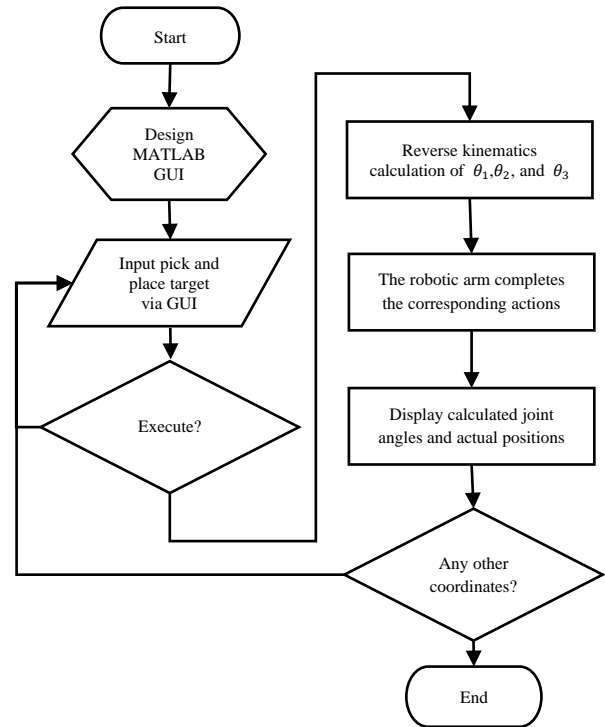 Start
Design
MATLAB
GUI
Input pick and
place target
via GUI
Execute?
Reverse kinematics
calculation of θ₁,θ₂, and θ₃
The robotic arm completes
the corresponding actions
Display calculated joint
angles and actual positions
Any other
coordinates?
End